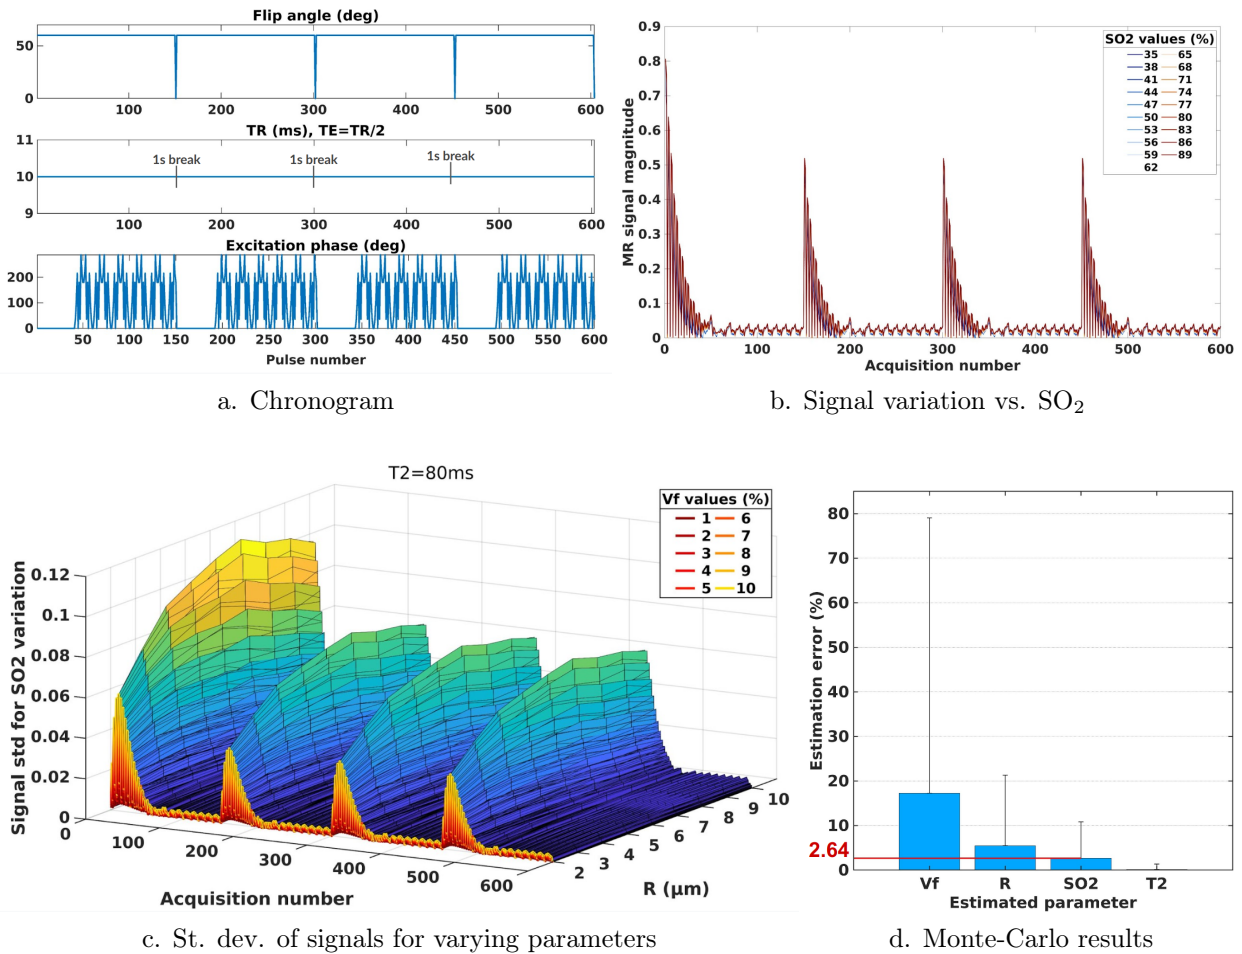 Flip angle (deg)
50
0
100 200 300 400 500 600
TR (ms), TE=TR/2
11
10
9
1s break 1s break 1s break
100 200 300 400 500 600
Excitation phase (deg)
200
100
0
50 100 150 200 250 300 350 400 450 500 550 600
Pulse number
a. Chronogram
MR signal magnitude
0.9
0.8
0.7
0.6
0.5
0.4
0.3
0.2
0.1
0
0 100 200 300 400 500 600
Acquisition number
SO2 values (%)
35 65
38 68
41 71
44 74
47 77
50 80
53 83
56 86
59 89
62
b. Signal variation vs. SO2
T2=80ms
Signal std for SO2 variation
0.12
0.1
0.08
0.06
0.04
0.02
0
0 100 200 300 400 500 600
Acquisition number
2 3 4 5 6 7 8 9 10
R (μm)
Vf values (%)
1 6
2 7
3 8
4 9
5 10
c. St. dev. of signals for varying parameters
Estimation error (%)
80
70
60
50
40
30
20
10
2.64
0
Vf R SO2 T2
Estimated parameter
d. Monte-Carlo results